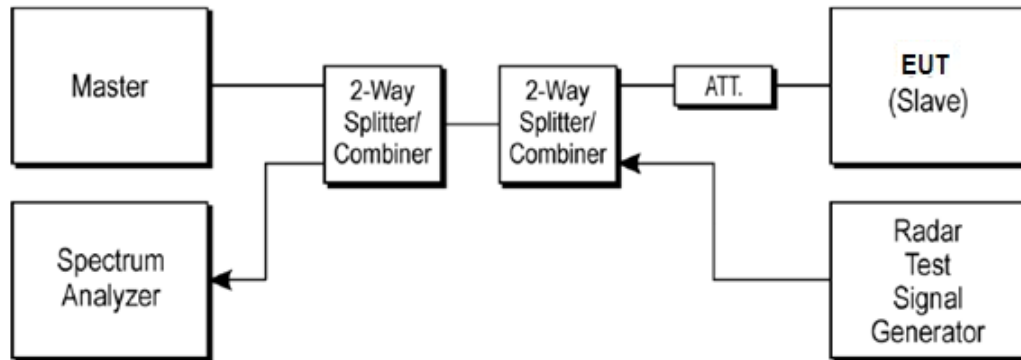 Master
2-Way
Splitter/
Combiner
2-Way
Splitter/
Combiner
ATT.
EUT
(Slave)
Spectrum
Analyzer
Radar
Test
Signal
Generator